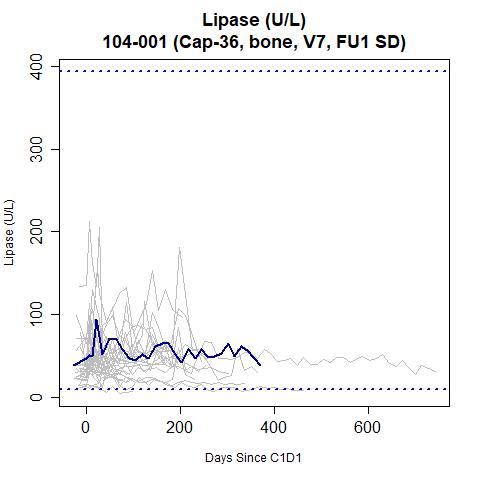 Lipase (U/L)
104-001 (Cap-36, bone, V7, FU1 SD)
Lipase (U/L)
400
300
200
100
0
0 200 400 600
Days Since C1D1